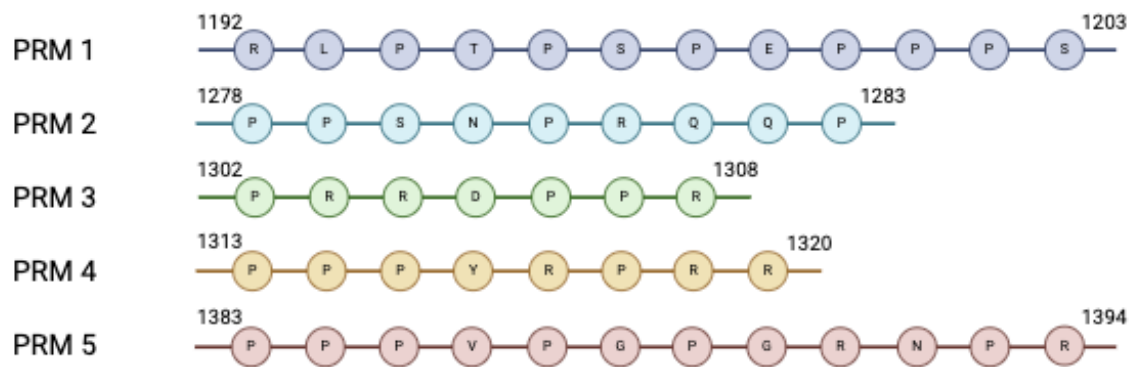 1192 1203
PRM 1 R L P T P S P E P P P S
1278 1283
PRM 2 P P S N P R Q Q P
1302 1308
PRM 3 P R R D P P R
1313 1320
PRM 4 P P P Y R P R R
1383 1394
PRM 5 P P P V P G P G R N P R